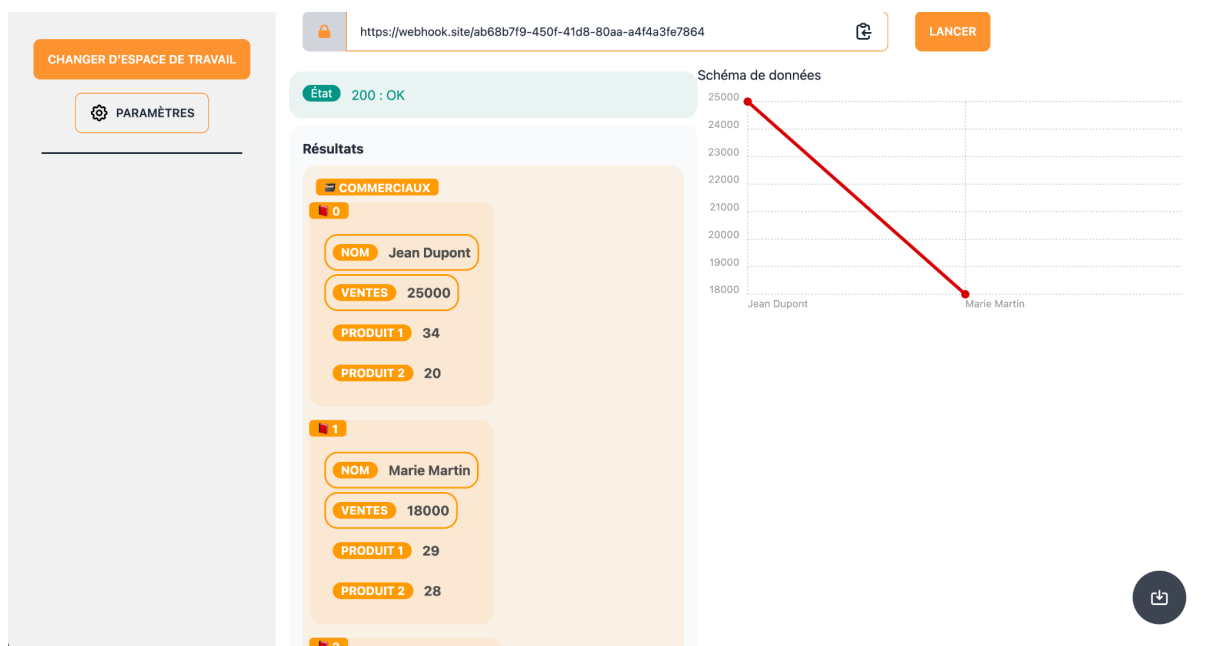 https://webhook.site/ab68b7f9-450f-41d8-80aa-a4f4a3fe7864
LANCER
CHANGER D'ESPACE DE TRAVAIL
PARAMÈTRES
État 200 : OK
Résultats
COMMERCIAUX
0
NOM Jean Dupont
VENTES 25000
PRODUIT 1 34
PRODUIT 2 20
1
NOM Marie Martin
VENTES 18000
PRODUIT 1 29
PRODUIT 2 28
Schéma de données
25000
24000
23000
22000
21000
20000
19000
18000
Jean Dupont Marie Martin